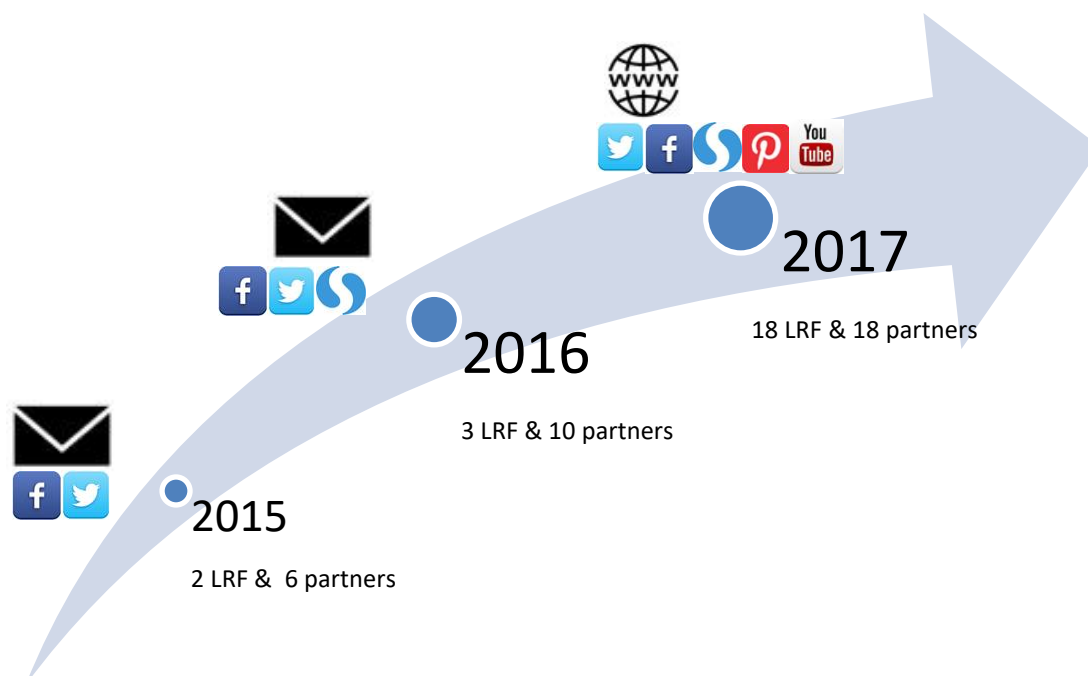 www
You
Tube
2017
18 LRF & 18 partners
2016
3 LRF & 10 partners
2015
2 LRF & 6 partners